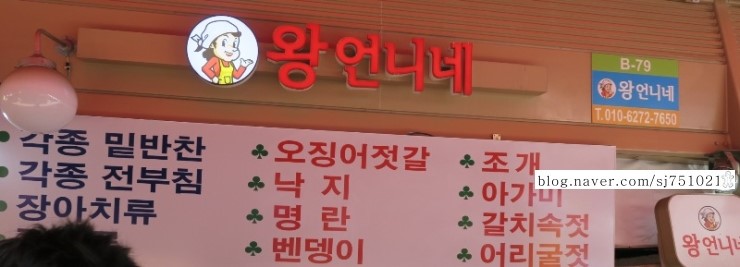 왕언니네
B-79
왕언니네
T.010-6272-7650
각종 밑반찬
각종 전부침
장아치류
오징어젓갈
낙지
명란
벤뎅이
조개
아가미
갈치속젓
어리굴젓
blog.naver.com/sj751021
왕언니네